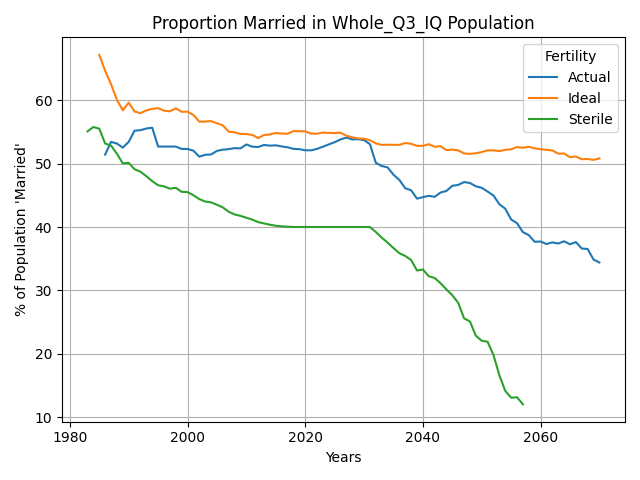 Proportion Married in Whole_Q3_IQ Population
% of Population 'Married'
60
50
40
30
20
10
1980
2000
2020
2040
2060
Years
Fertility
Actual
Ideal
Sterile